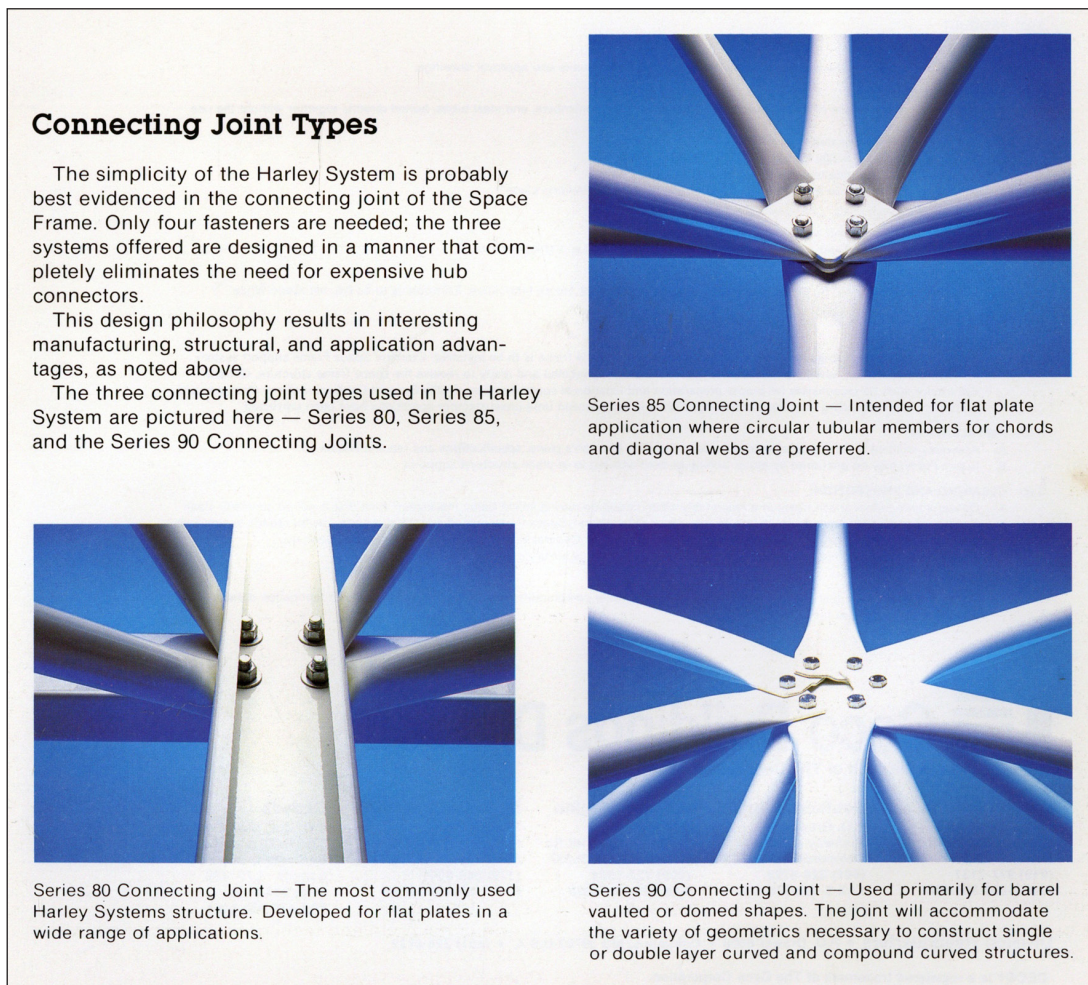 Connecting Joint Types
The simplicity of the Harley System is probably
best evidenced in the connecting joint of the Space
Frame. Only four fasteners are needed; the three
systems offered are designed in a manner that com-
pletely eliminates the need for expensive hub
connectors.
This design philosophy results in interesting
manufacturing, structural, and application advan-
tages, as noted above.
The three connecting joint types used in the Harley
System are pictured here — Series 80, Series 85,
and the Series 90 Connecting Joints.
Series 85 Connecting Joint — Intended for flat plate
application where circular tubular members for chords
and diagonal webs are preferred.
Series 80 Connecting Joint — The most commonly used
Harley Systems structure. Developed for flat plates in a
wide range of applications.
Series 90 Connecting Joint — Used primarily for barrel
vaulted or domed shapes. The joint will accommodate
the variety of geometrics necessary to construct single
or double layer curved and compound curved structures.